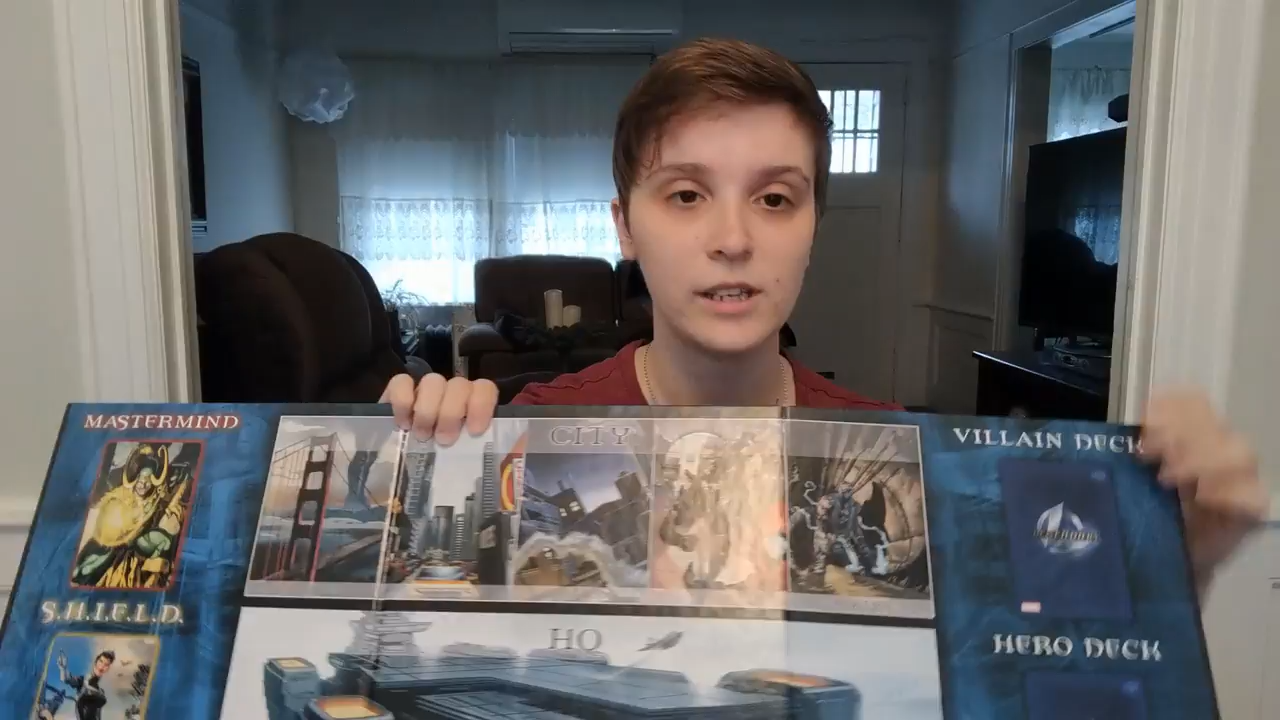 MASTERMIND
CITY
VILLAIN DECK
S.H.I.E.L.D.
HQ
HERO DECK